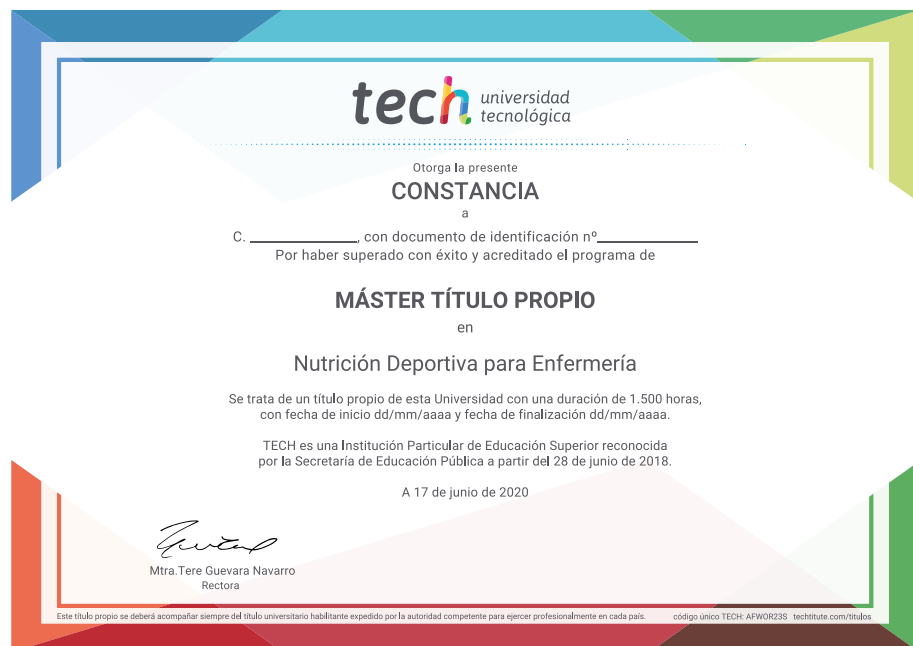 tech universidad
tecnológica
Otorga la presente
CONSTANCIA
a
C. ____________, con documento de identificación nº____________
Por haber superado con éxito y acreditado el programa de
MÁSTER TÍTULO PROPIO
en
Nutrición Deportiva para Enfermería
Se trata de un título propio de esta Universidad con una duración de 1.500 horas,
con fecha de inicio dd/mm/aaaa y fecha de finalización dd/mm/aaaa.
TECH es una Institución Particular de Educación Superior reconocida
por la Secretaría de Educación Pública a partir del 28 de junio de 2018.
A 17 de junio de 2020
Mtra.Tere Guevara Navarro
Rectora
Este título propio se deberá acompañar siempre del título universitario habilitante expedido por la autoridad competente para ejercer profesionalmente en cada país. código único TECH: AFWOR23S techtitute.com/titulos